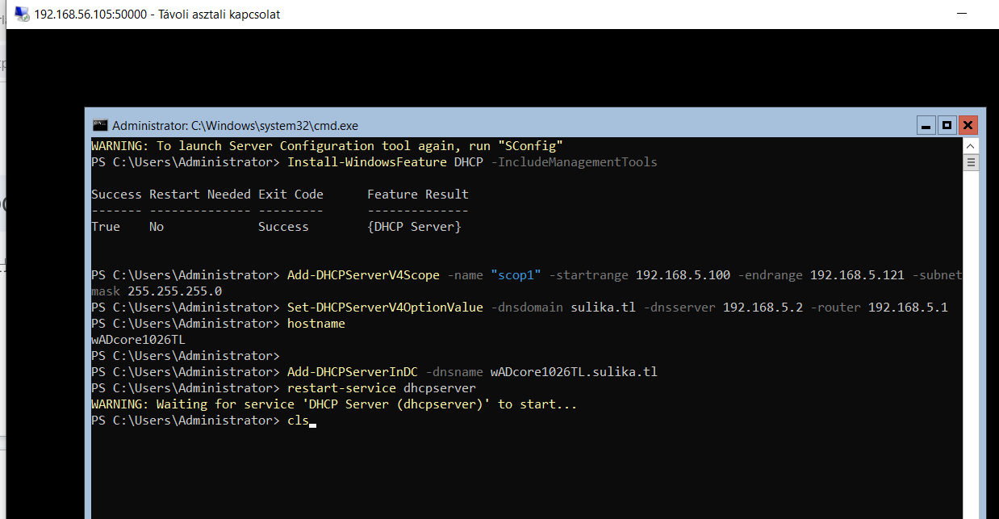 192.168.56.105:50000 - Távoli asztali kapcsolat
Administrator: C:\Windows\system32\cmd.exe
WARNING: To launch Server Configuration tool again, run "SConfig"
PS C:\Users\Administrator> Install-WindowsFeature DHCP -IncludeManagementTools
Success Restart Needed Exit Code      Feature Result
------- -------------- ---------      --------------
True    No             Success        {DHCP Server}
PS C:\Users\Administrator> Add-DHCPServerV4Scope -name "scop1" -startrange 192.168.5.100 -endrange 192.168.5.121 -subnet
mask 255.255.255.0
PS C:\Users\Administrator> Set-DHCPServerV4OptionValue -dnsdomain sulika.tl -dnsserver 192.168.5.2 -router 192.168.5.1
PS C:\Users\Administrator> hostname
wADcore1026TL
PS C:\Users\Administrator>
PS C:\Users\Administrator> Add-DHCPServerInDC -dnsname wADcore1026TL.sulika.tl
PS C:\Users\Administrator> restart-service dhcpserver
WARNING: Waiting for service 'DHCP Server (dhcpserver)' to start...
PS C:\Users\Administrator> cls